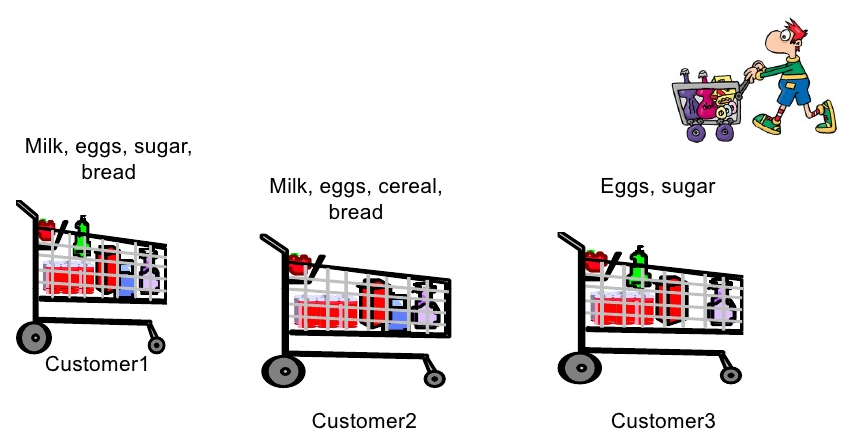 Milk, eggs, sugar,
bread
Customer1
Milk, eggs, cereal,
bread
Customer2
Eggs, sugar
Customer3